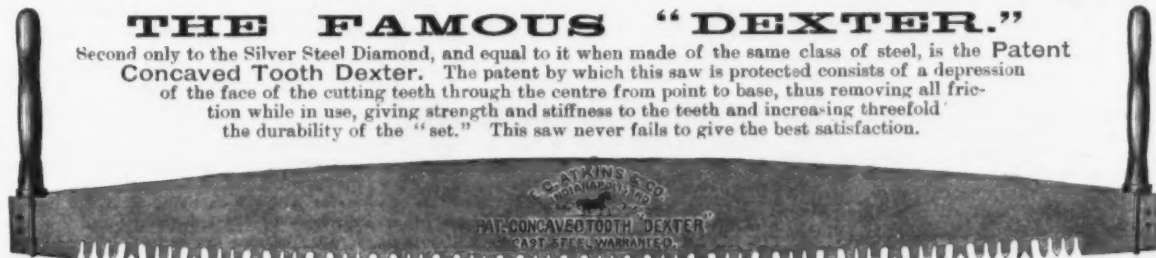 THE FAMOUS "DEXTER."
Second only to the Silver Steel Diamond, and equal to it when made of the same class of steel, is the Patent
Concaved Tooth Dexter. The patent by which this saw is protected consists of a depression
of the face of the cutting teeth through the centre from point to base, thus removing all fric-
tion while in use, giving strength and stiffness to the teeth and increasing threefold
the durability of the "set." This saw never fails to give the best satisfaction.
E. C. ATKINS & CO.
INDIANAPOLIS, IND.
PAT. CONCAVED TOOTH DEXTER"
CAST STEEL WARRANTED.